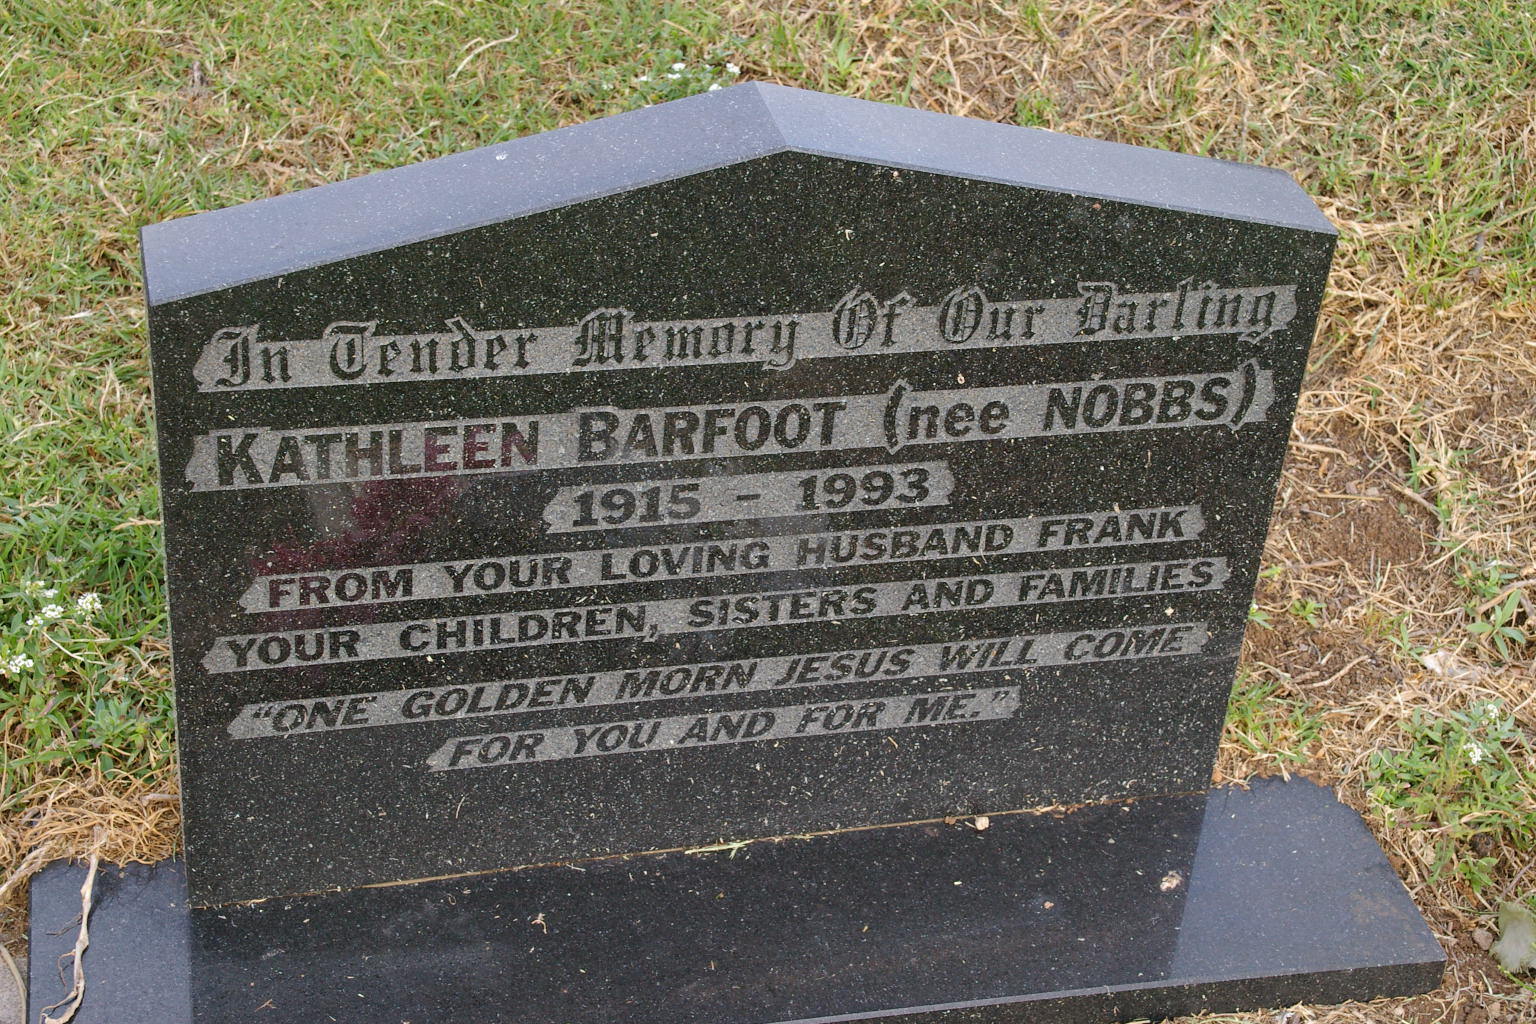 In Tender Memory Of Our Darling
KATHLEEN BARFOOT (nee NOBBS)
1915 - 1993
FROM YOUR LOVING HUSBAND FRANK
YOUR CHILDREN, SISTERS AND FAMILIES
"ONE GOLDEN MORN JESUS WILL COME
FOR YOU AND FOR ME."